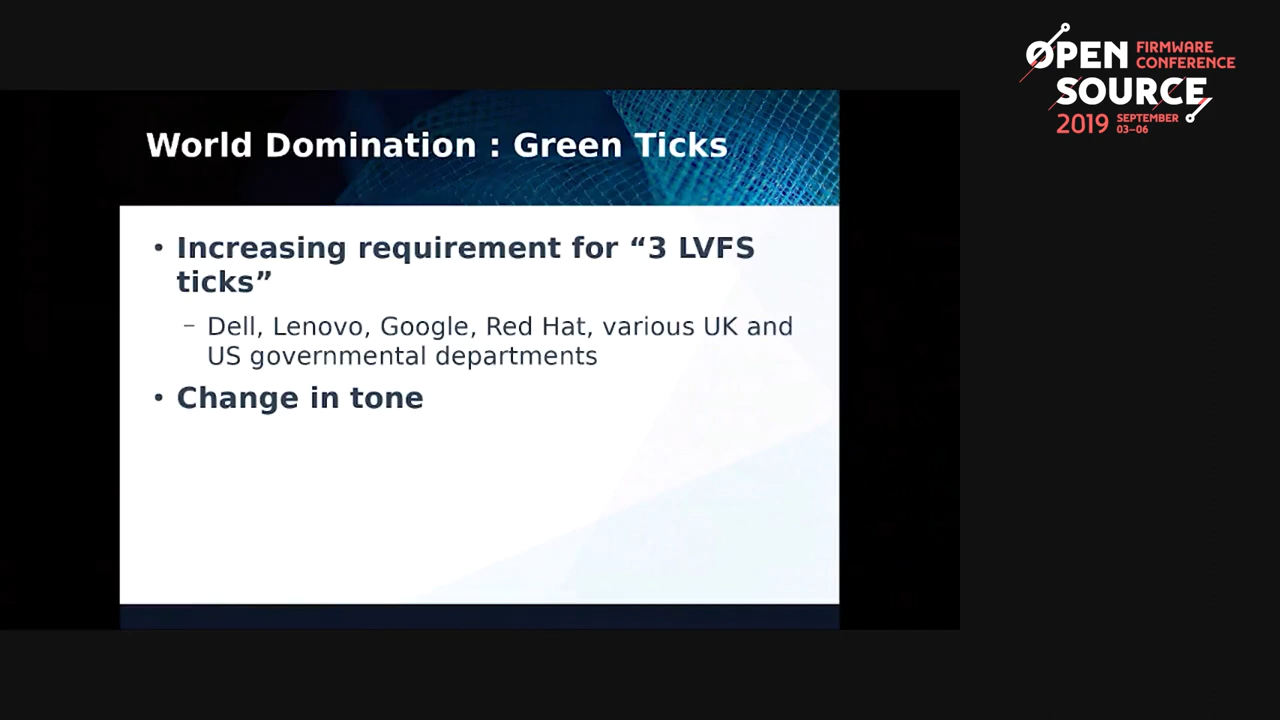 World Domination : Green Ticks
• Increasing requirement for “3 LVFS
ticks”
– Dell, Lenovo, Google, Red Hat, various UK and
US governmental departments
• Change in tone
OPEN
FIRMWARE
CONFERENCE
SOURCE
2019
SEPTEMBER
03–06